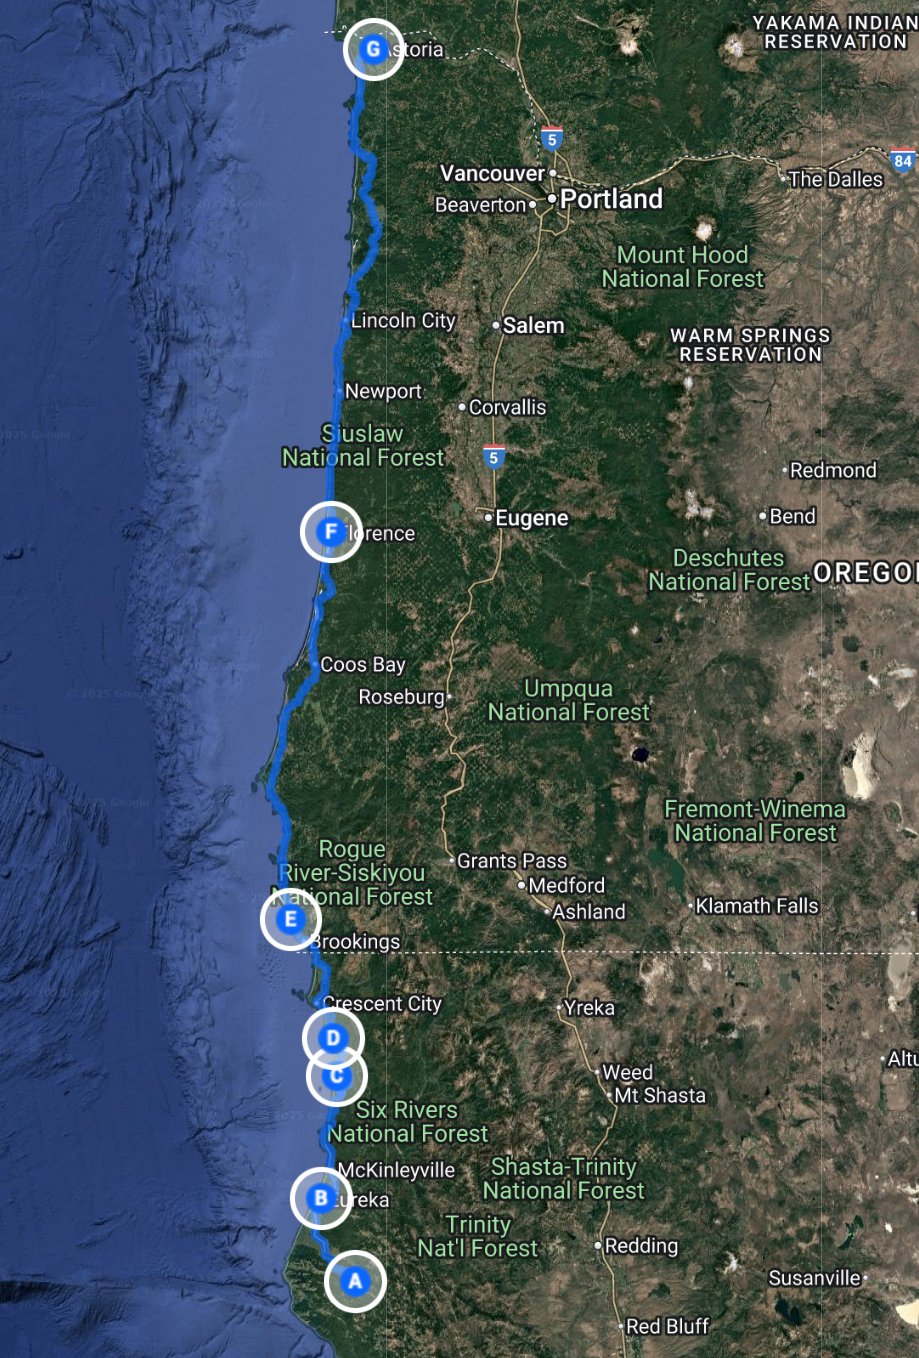 YAKAMA INDIAN
RESERVATION
G
storia
5
84
Vancouver
The Dalles
Beaverton
Portland
Mount Hood
National Forest
Lincoln City
Salem
WARM SPRINGS
RESERVATION
Newport
Corvallis
Siuslaw
National Forest
5
Redmond
Bend
Eugene
F
lorence
Deschutes
National Forest
OREGO
Coos Bay
Roseburg
Umpqua
National Forest
Fremont-Winema
National Forest
Rogue
River-Siskiyou
National Forest
Grants Pass
Medford
Klamath Falls
Ashland
E
Brookings
Crescent City
Yreka
D
Altu
C
Weed
Mt Shasta
Six Rivers
National Forest
McKinleyville
Shasta-Trinity
National Forest
B
Eureka
Trinity
Nat'l Forest
Redding
A
Susanville
Red Bluff